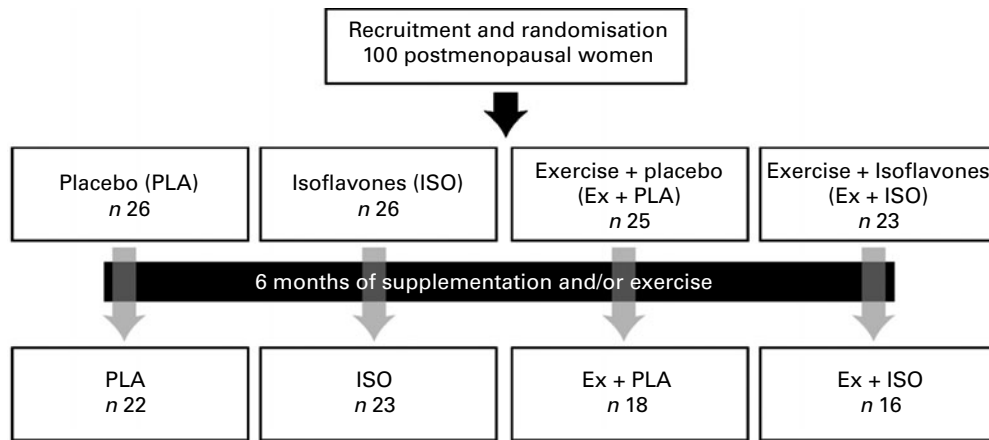 Recruitment and randomisation
100 postmenopausal women
Placebo (PLA)
n 26
Isoflavones (ISO)
n 26
Exercise + placebo
(Ex + PLA)
n 25
Exercise + Isoflavones
(Ex + ISO)
n 23
6 months of supplementation and/or exercise
PLA
n 22
ISO
n 23
Ex + PLA
n 18
Ex + ISO
n 16